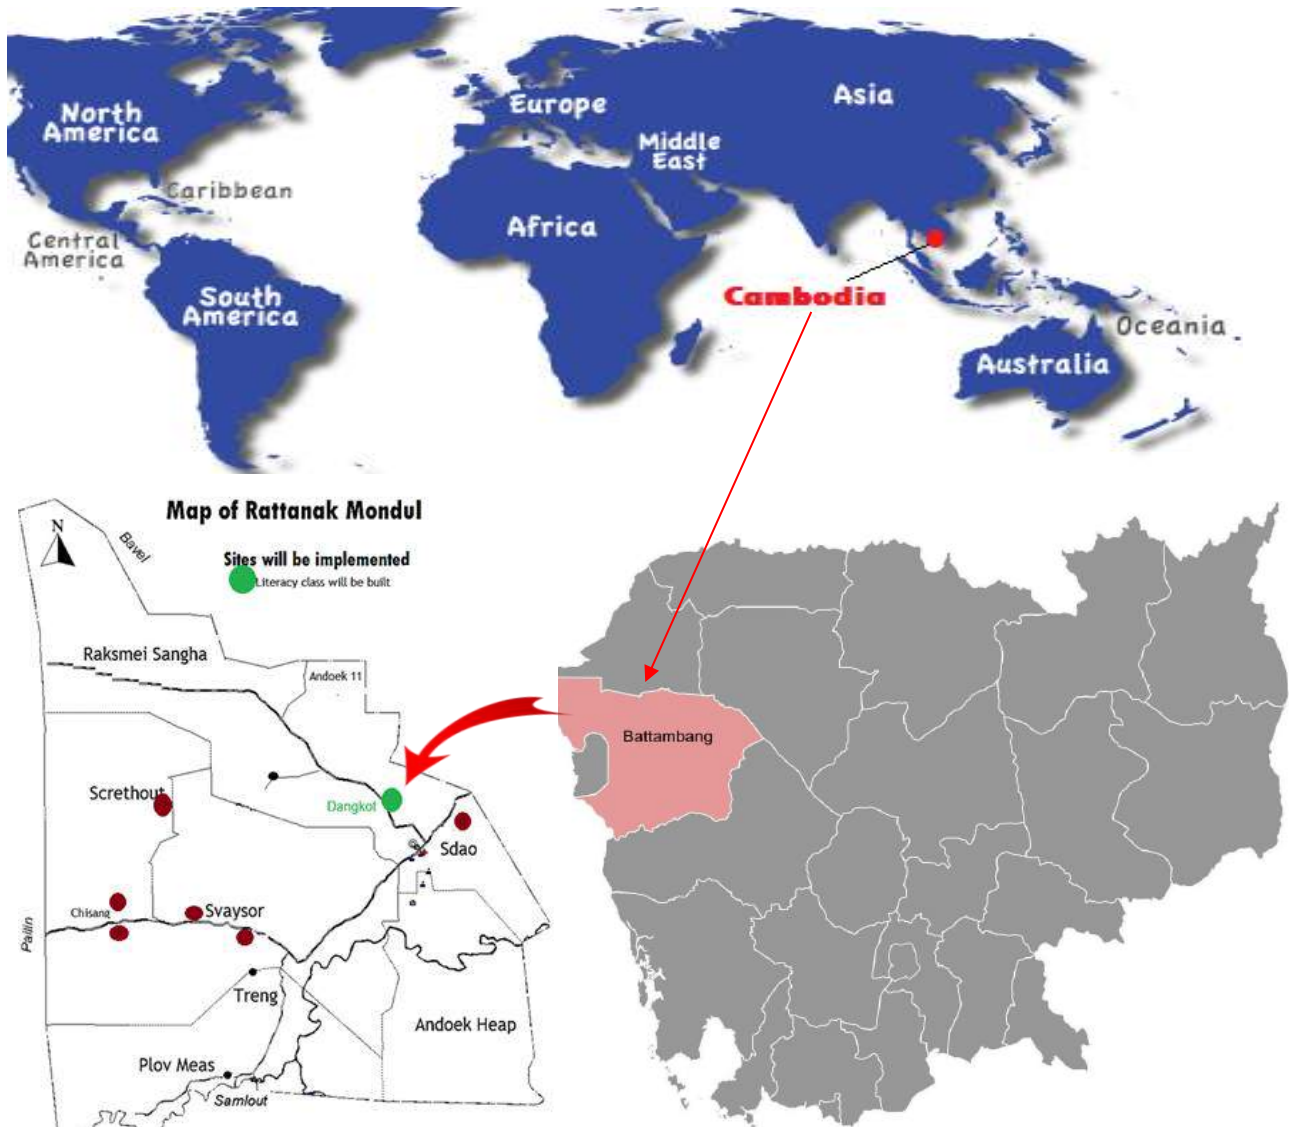 North
America
Europe
Asia
Middle
East
Caribbean
Africa
Central
America
South
America
Cambodia
Oceania
Australia
Map of Rattanak Mondul
N
Bavel
Sites will be implemented
Literacy class will be built
Raksmei Sangha
Andoek 11
Battambang
Screthout
Dangkot
Sdao
Chisang
Svaysor
Pailin
Treng
Andoek Heap
Plov Meas
Samlout